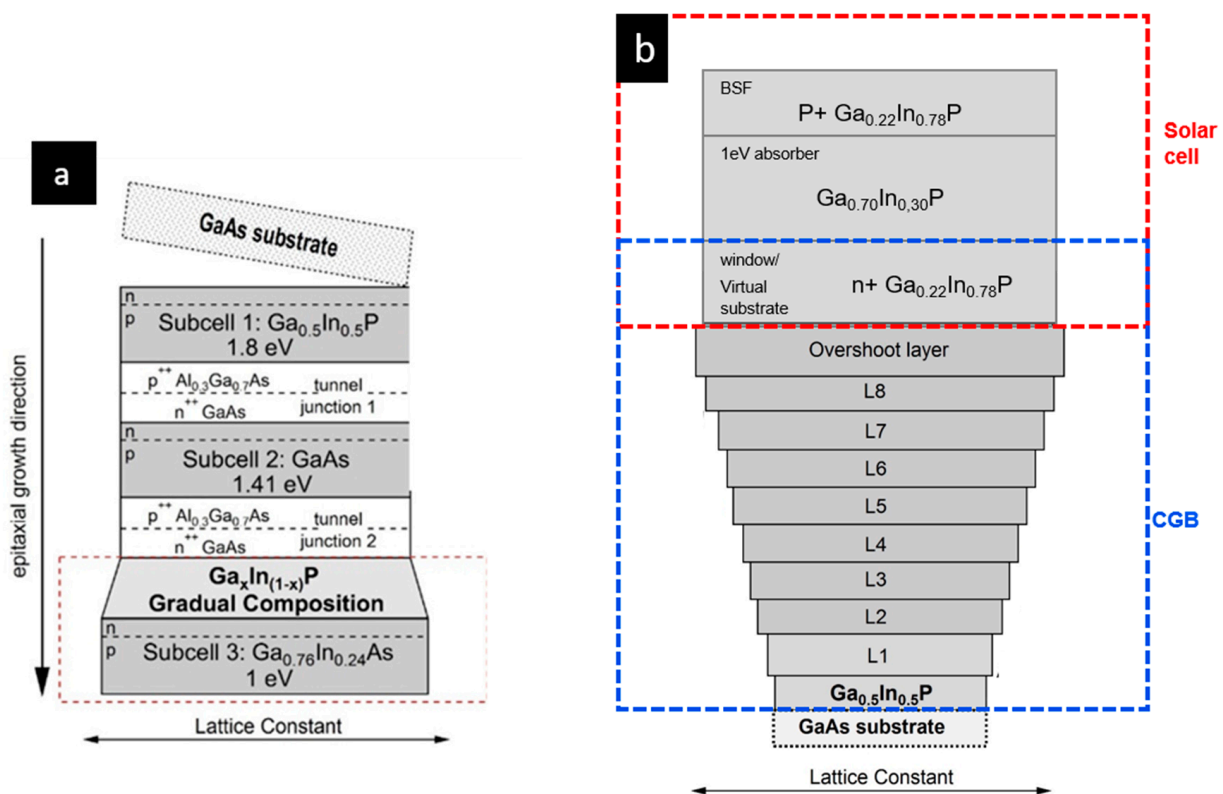 a
GaAs substrate
epitaxial growth direction
n
p
Subcell 1: Ga0.5In0.5P
1.8 eV
p++ Al0.3Ga0.7As
n++ GaAs
tunnel
junction 1
n
p
Subcell 2: GaAs
1.41 eV
p++ Al0.3Ga0.7As
n++ GaAs
tunnel
junction 2
GaxIn(1-x)P
Gradual Composition
n
p
Subcell 3: Ga0.76In0.24As
1 eV
Lattice Constant
b
BSF
P+ Ga0.22In0.78P
1eV absorber
Ga0.70In0,30P
window/
Virtual
substrate
n+ Ga0.22In0.78P
Solar
cell
Overshoot layer
L8
L7
L6
L5
L4
L3
L2
L1
Ga0.5In0.5P
GaAs substrate
CGB
Lattice Constant